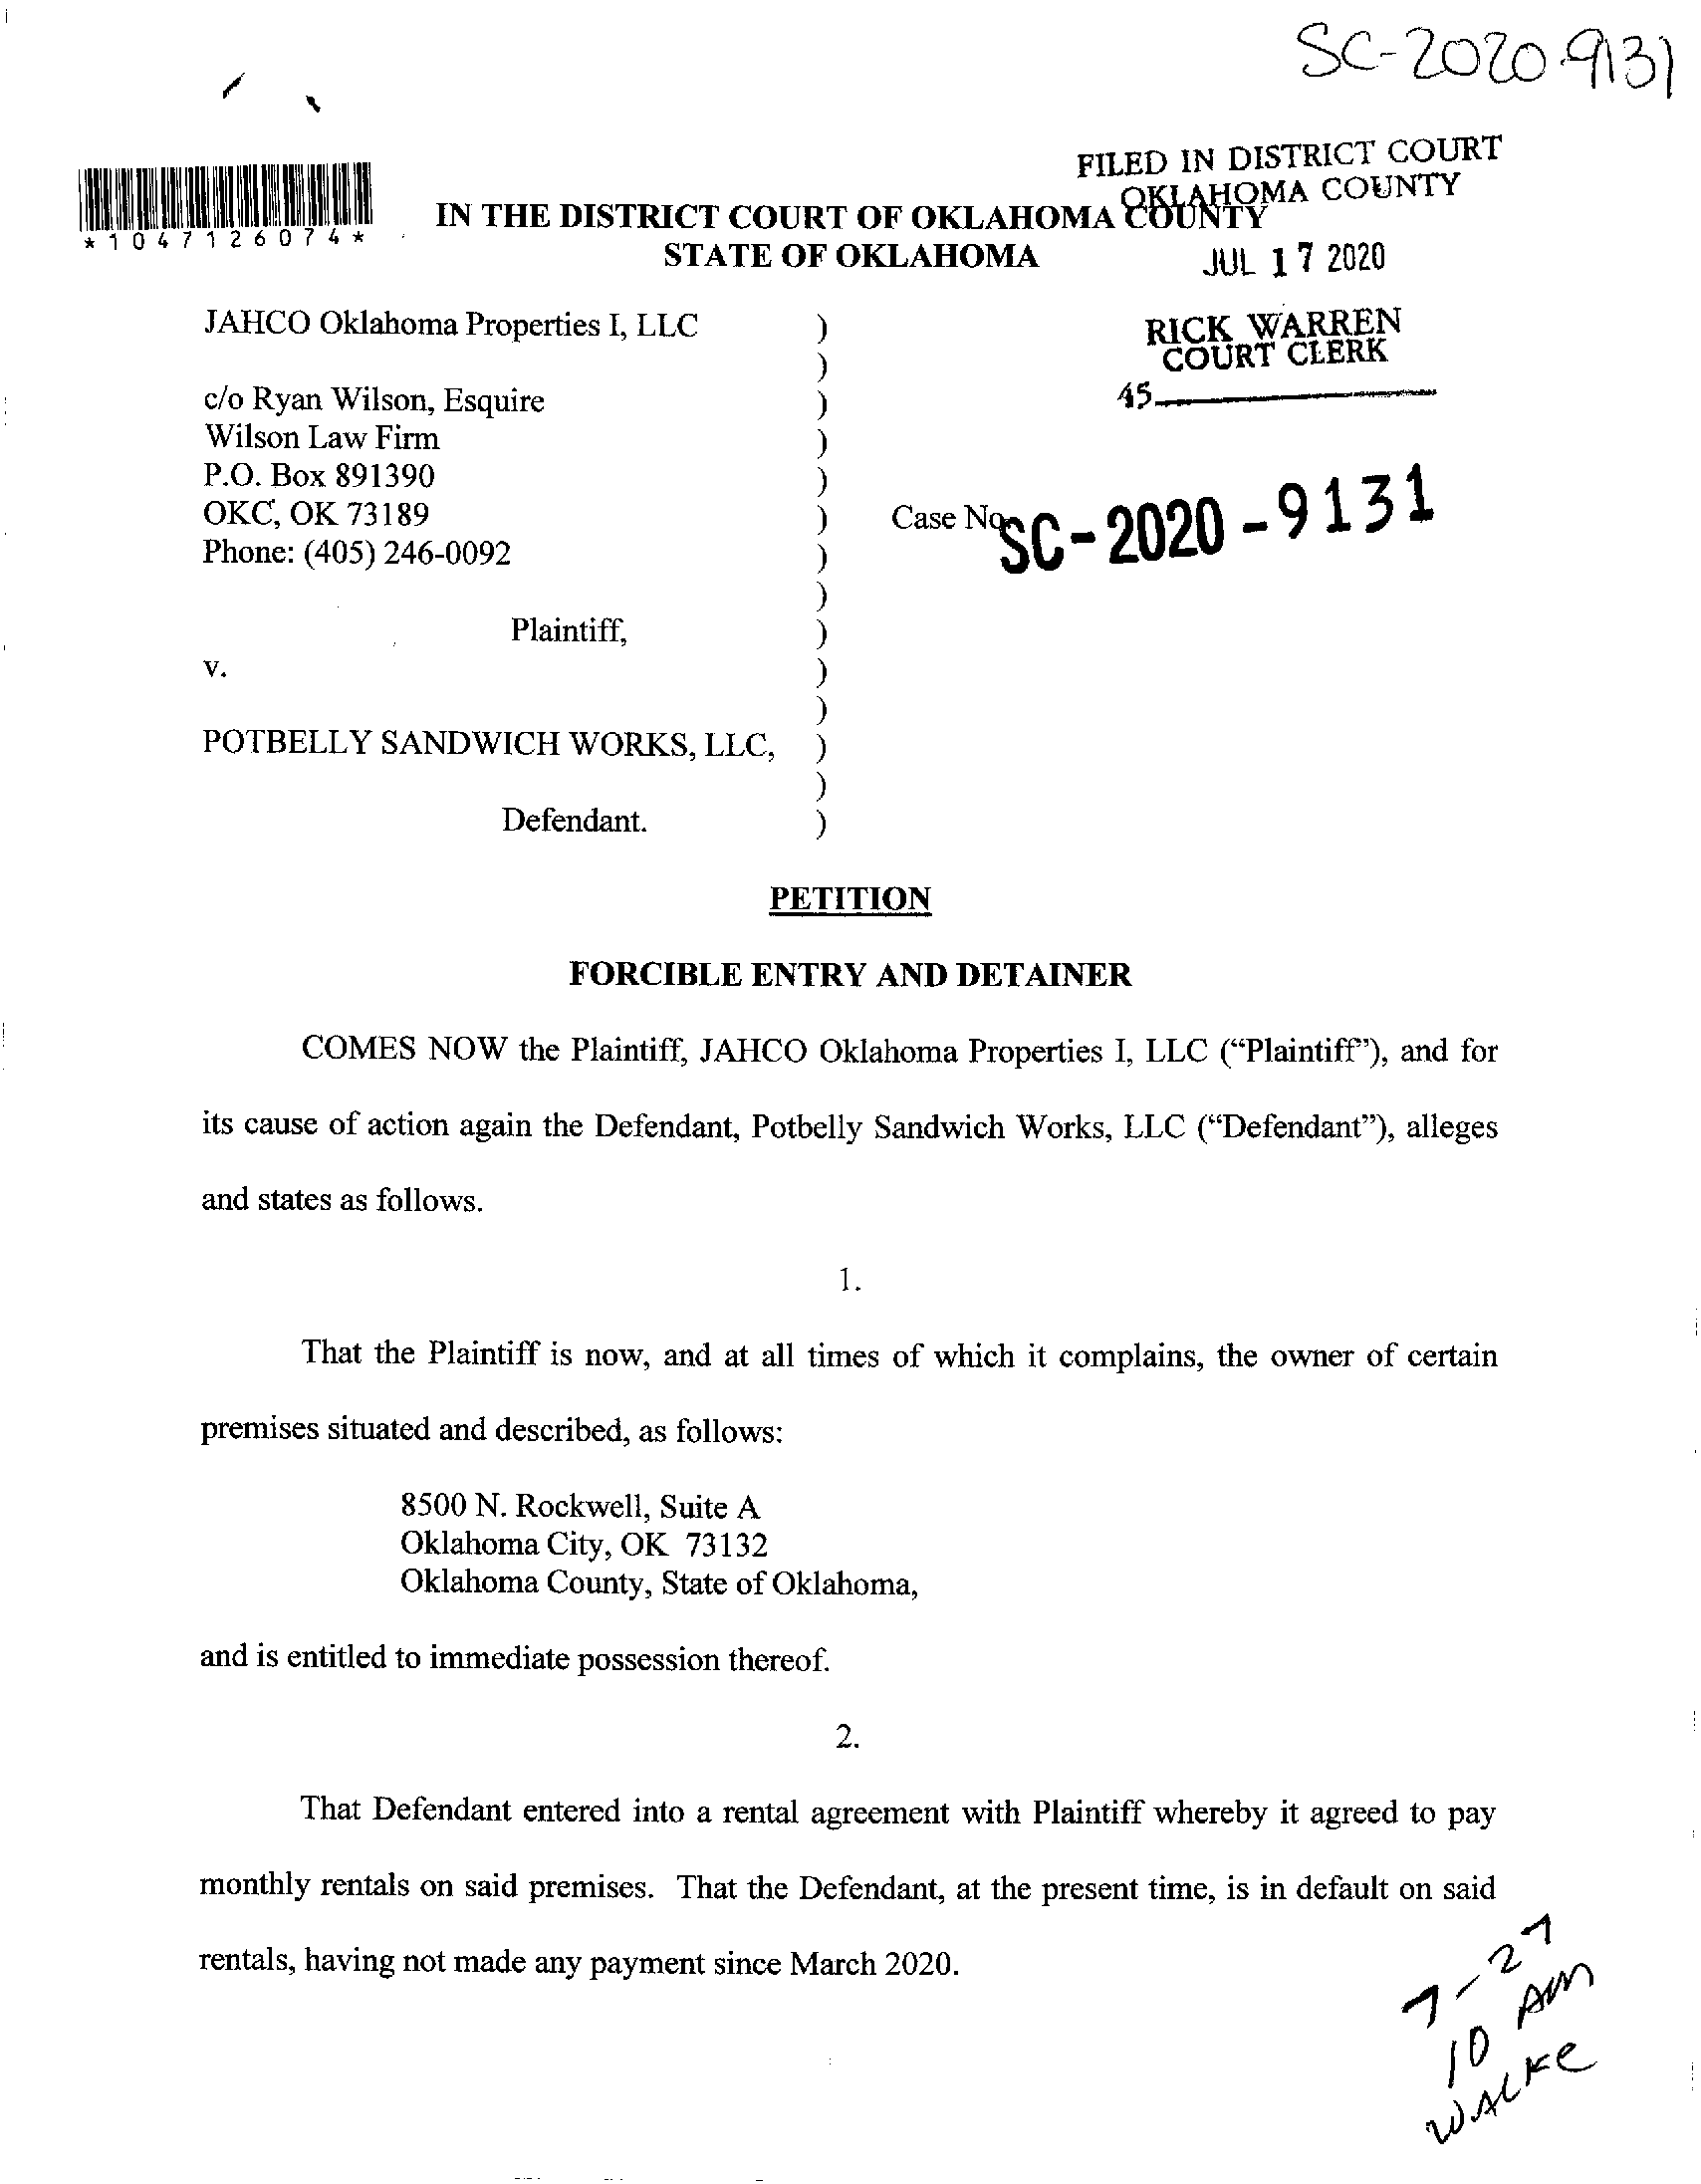 SC-2020-9131
FILED IN DISTRICT COURT
OKLAHOMA COUNTY
*1047126074*
IN THE DISTRICT COURT OF OKLAHOMA COUNTY
STATE OF OKLAHOMA
JUL 17 2020
JAHCO Oklahoma Properties I, LLC )
)
RICK WARREN
COURT CLERK
45
c/o Ryan Wilson, Esquire )
Wilson Law Firm )
P.O. Box 891390 )
OKC, OK 73189 ) Case No. SC-2020-9131
Phone: (405) 246-0092 )
)
Plaintiff, )
v. )
)
POTBELLY SANDWICH WORKS, LLC, )
)
Defendant. )
PETITION
FORCIBLE ENTRY AND DETAINER
COMES NOW the Plaintiff, JAHCO Oklahoma Properties I, LLC (“Plaintiff”), and for
its cause of action again the Defendant, Potbelly Sandwich Works, LLC (“Defendant”), alleges
and states as follows.
1.
That the Plaintiff is now, and at all times of which it complains, the owner of certain
premises situated and described, as follows:
8500 N. Rockwell, Suite A
Oklahoma City, OK 73132
Oklahoma County, State of Oklahoma,
and is entitled to immediate possession thereof.
2.
That Defendant entered into a rental agreement with Plaintiff whereby it agreed to pay
monthly rentals on said premises. That the Defendant, at the present time, is in default on said
rentals, having not made any payment since March 2020.
7-27
10 AM
WALKE